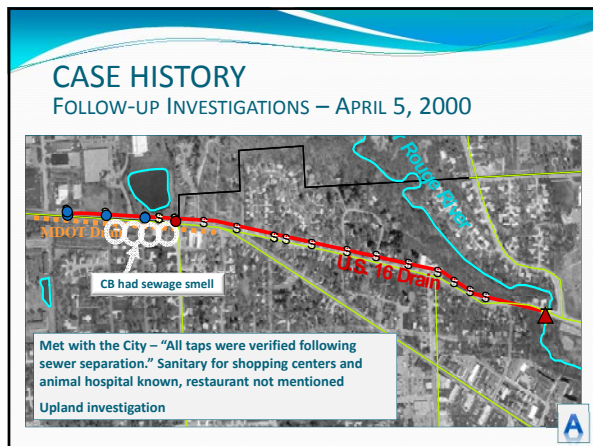 CASE HISTORY
FOLLOW-UP INVESTIGATIONS – APRIL 5, 2000
Rouge River
MDOT Drain
S S S S S S S S S S S S S
CB had sewage smell
U.S. 16 Drain
Met with the City – “All taps were verified following
sewer separation.” Sanitary for shopping centers and
animal hospital known, restaurant not mentioned
Upland investigation
A